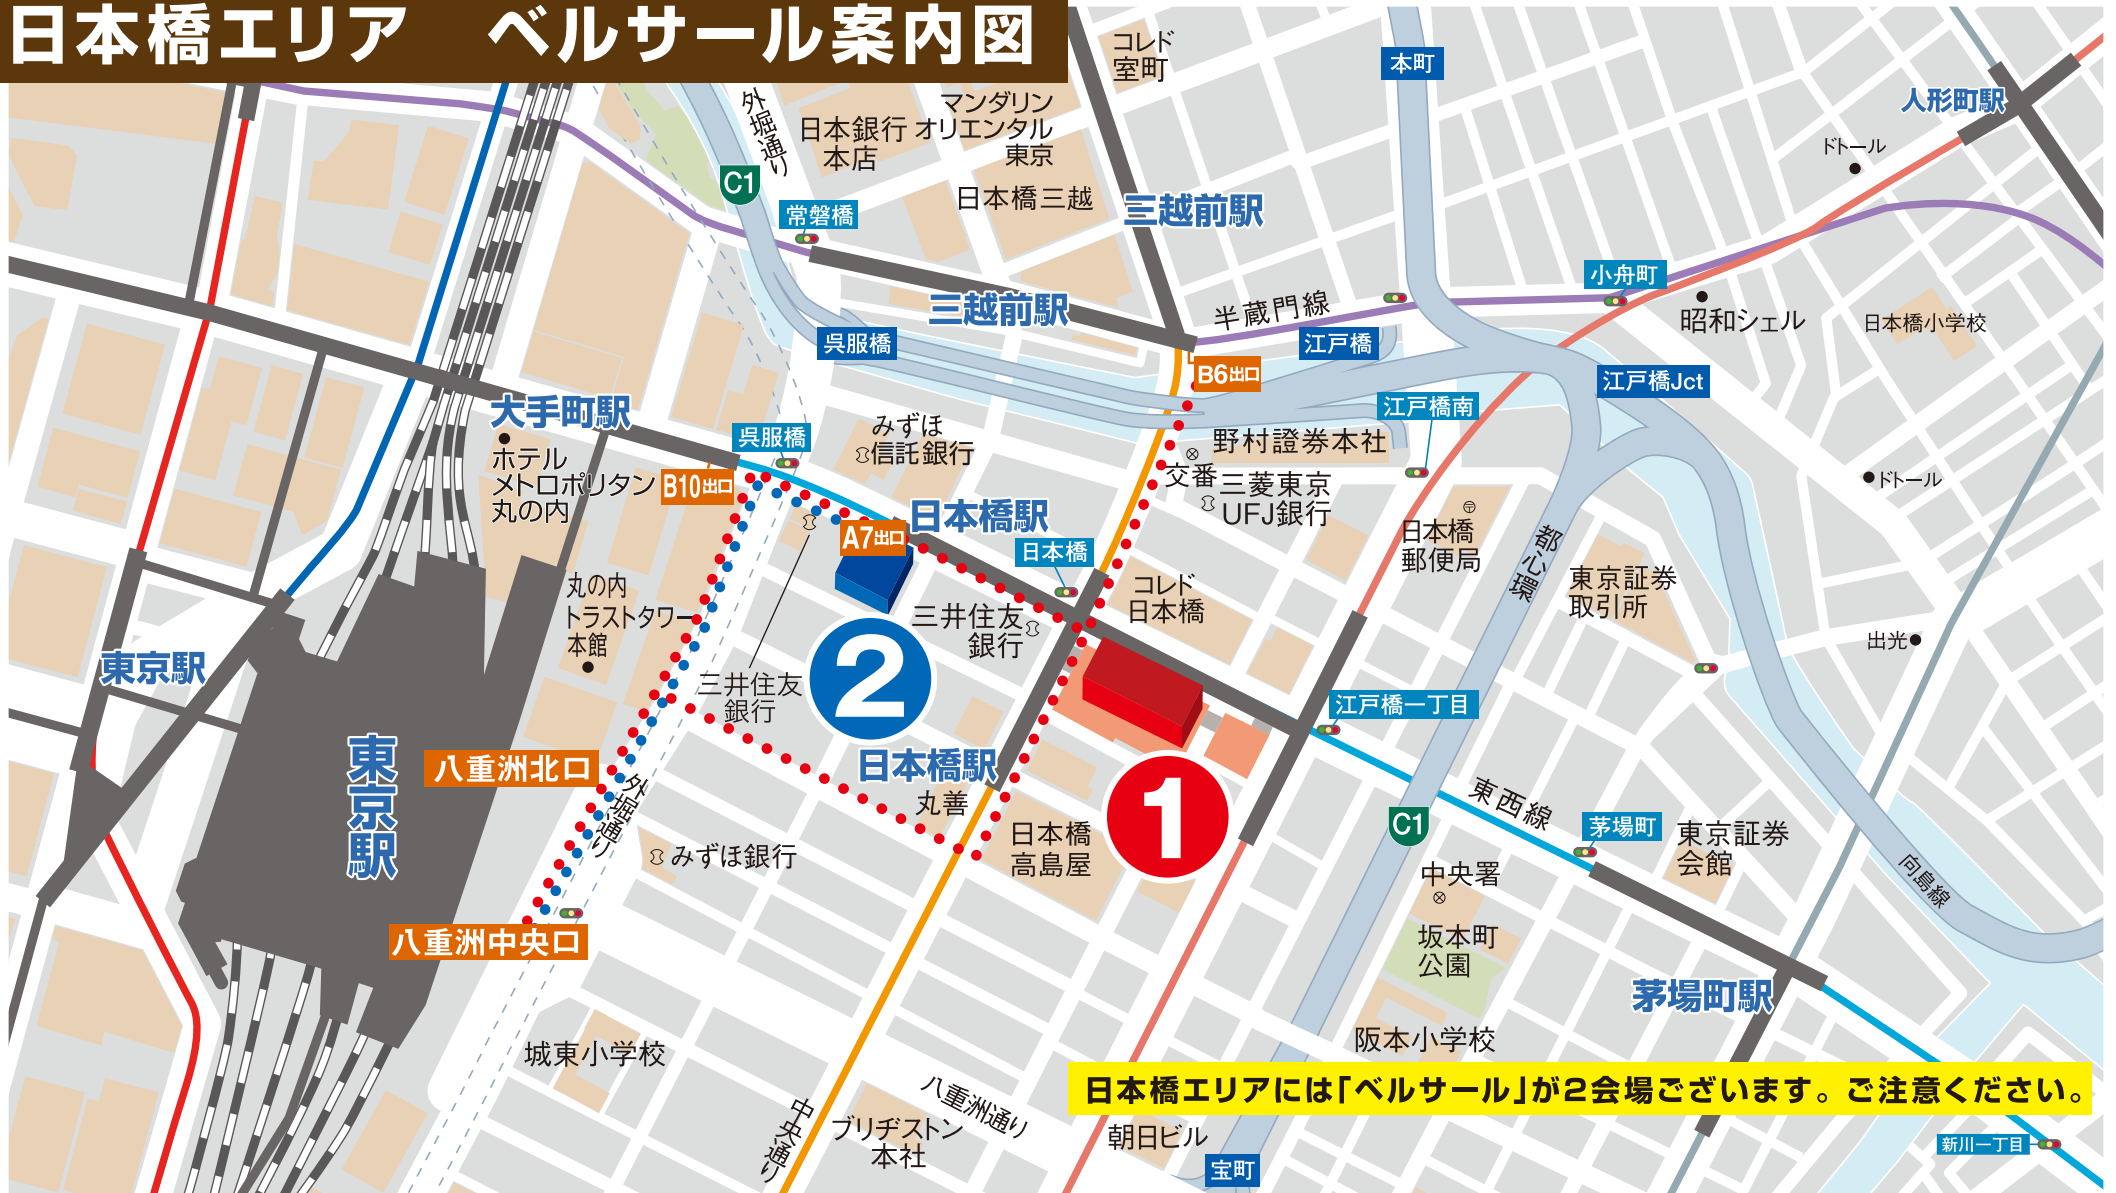 日本橋エリア　ベルサール案内図
コレド
室町
本町
人形町駅
外堀通り
マンダリン
オリエンタル
東京
日本銀行
本店
ドトール
C1
日本橋三越
常磐橋
三越前駅
小舟町
三越前駅
半蔵門線
昭和シェル
日本橋小学校
呉服橋
江戸橋
B6出口
江戸橋Jct
大手町駅
江戸橋南
みずほ
信託銀行
呉服橋
野村證券本社
ホテル
メトロポリタン
丸の内
B10出口
交番
三菱東京
UFJ銀行
ドトール
日本橋駅
A7出口
日本橋
日本橋
郵便局
都心環
丸の内
トラストタワー
本館
コレド
日本橋
東京証券
取引所
三井住友
銀行
出光
東京駅
2
三井住友
銀行
江戸橋一丁目
東京駅
八重洲北口
日本橋駅
外堀通り
丸善
1
東西線
C1
茅場町
日本橋
高島屋
東京証券
会館
みずほ銀行
中央署
向島線
八重洲中央口
坂本町
公園
茅場町駅
城東小学校
阪本小学校
日本橋エリアには「ベルサール」が2会場ございます。ご注意ください。
中央通り
ブリヂストン
本社
八重洲通り
朝日ビル
宝町
新川一丁目